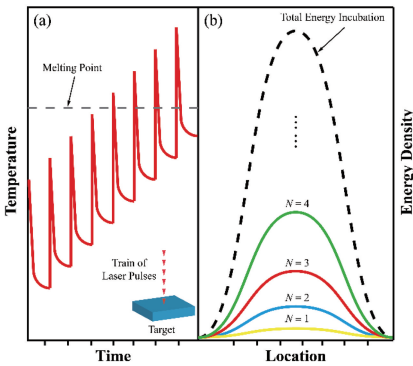 (a)
Melting Point
Temperature
Train of
Laser Pulses
Target
Time
(b)
Total Energy Incubation
N = 4
N = 3
N = 2
N = 1
Energy Density
Location